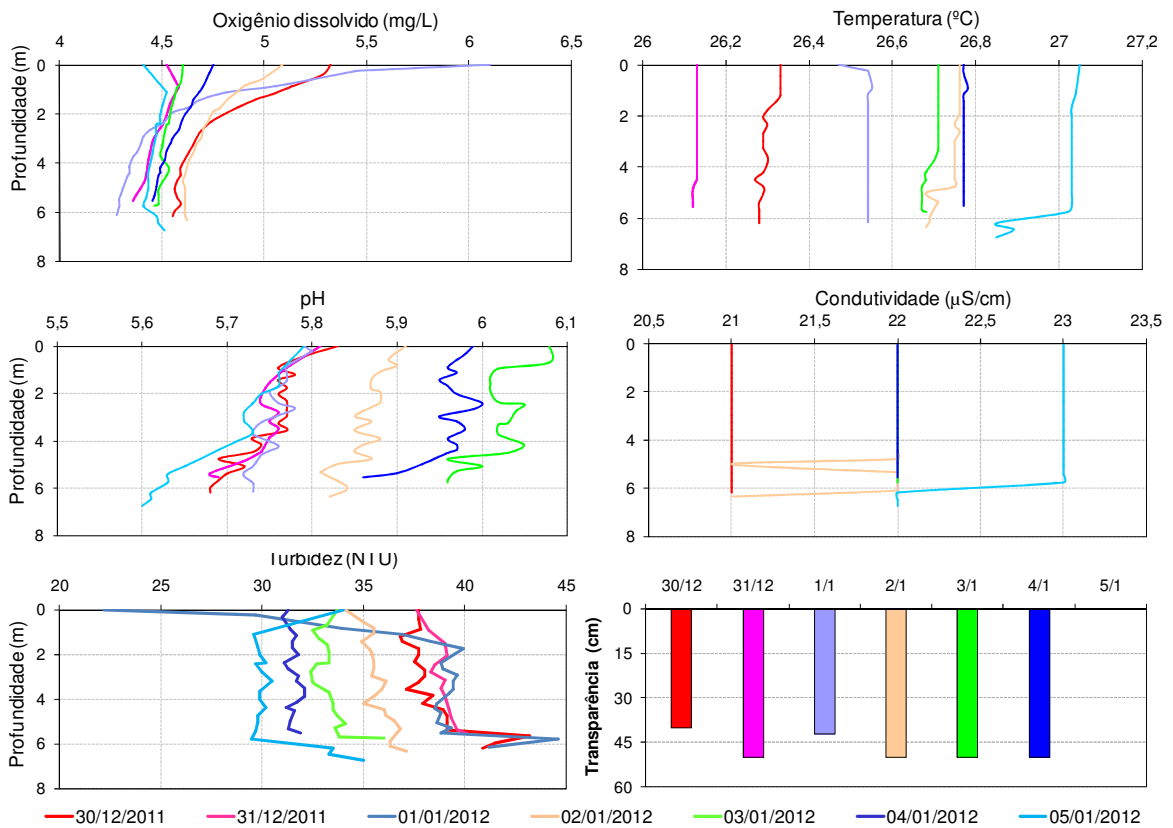 Oxigênio dissolvido (mg/L)
4 4,5 5 5,5 6 6,5
Profundidade (m)
0
2
4
6
8
Temperatura (ºC)
26 26,2 26,4 26,6 26,8 27 27,2
0
2
4
6
8
pH
5,5 5,6 5,7 5,8 5,9 6 6,1
Profundidade (m)
0
2
4
6
8
Condutividade (µS/cm)
20,5 21 21,5 22 22,5 23 23,5
0
2
4
6
8
Turbidez (NTU)
20 25 30 35 40 45
Profundidade (m)
0
2
4
6
8
30/12 31/12 1/1 2/1 3/1 4/1 5/1
Transparência (cm)
0
15
30
45
60
30/12/2011 31/12/2011 01/01/2012 02/01/2012 03/01/2012 04/01/2012 05/01/2012